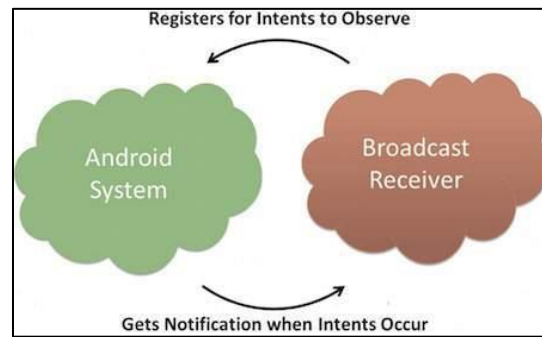 Registers for Intents to Observe
Android
System
Broadcast
Receiver
Gets Notification when Intents Occur